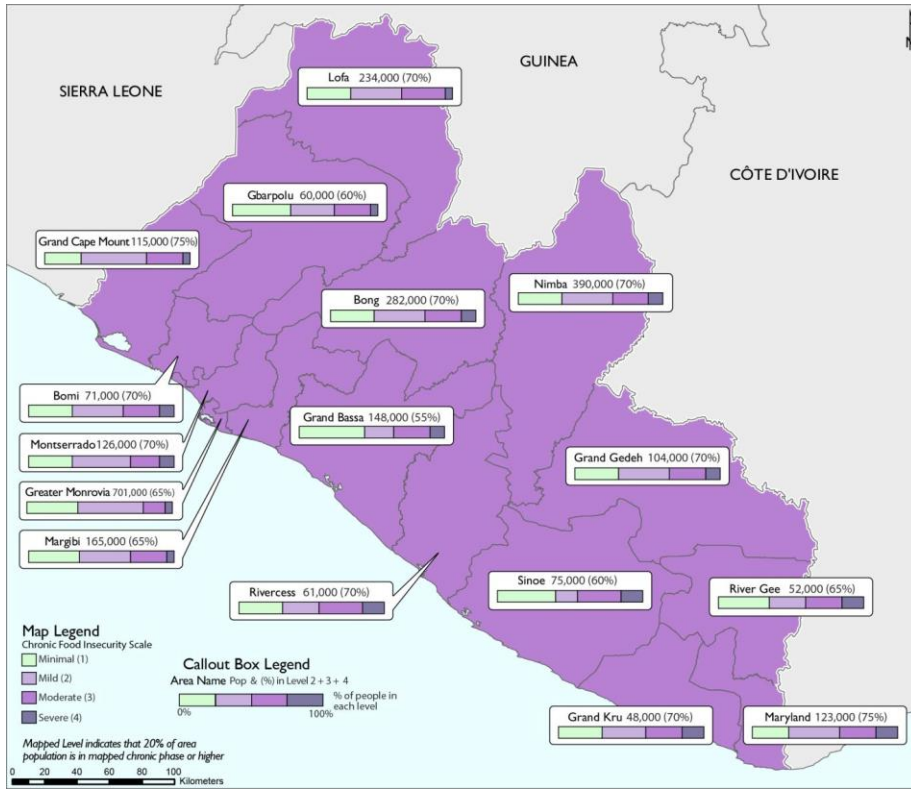 GUINEA
SIERRA LEONE
CÔTE D'IVOIRE
Lofa 234,000 (70%)
Gbarpolu 60,000 (60%)
Grand Cape Mount 115,000 (75%)
Bong 282,000 (70%)
Nimba 390,000 (70%)
Bomi 71,000 (70%)
Montserrado 126,000 (70%)
Greater Monrovia 701,000 (65%)
Margibi 165,000 (65%)
Grand Bassa 148,000 (55%)
Grand Gedeh 104,000 (70%)
Rivercess 61,000 (70%)
Sinoe 75,000 (60%)
River Gee 52,000 (65%)
Grand Kru 48,000 (70%)
Maryland 123,000 (75%)
Map Legend
Chronic Food Insecurity Scale
Minimal (1)
Mild (2)
Moderate (3)
Severe (4)
Mapped Level indicates that 20% of area
population is in mapped chronic phase or higher
0 20 40 60 80 100
Kilometers
Callout Box Legend
Area Name Pop & (%) in Level 2 + 3 + 4
% of people in
each level
0% 100%